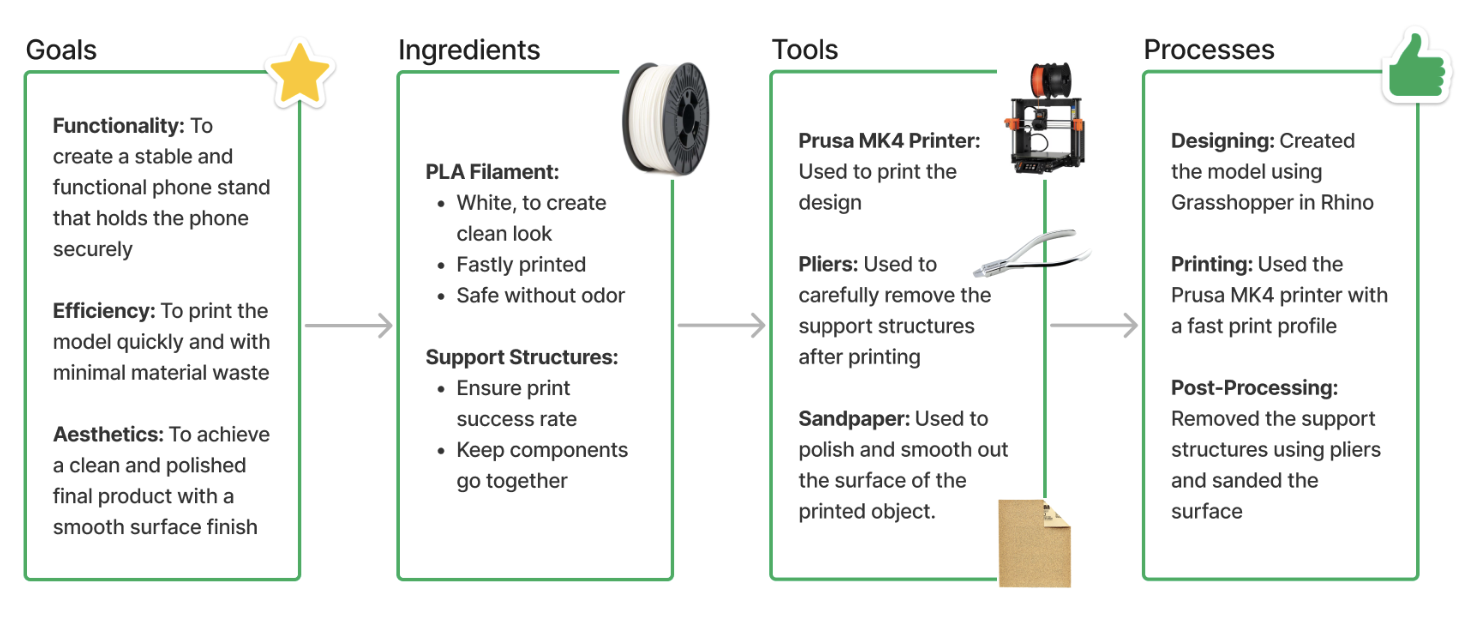 Goals
Functionality: To
create a stable and
functional phone stand
that holds the phone
securely
Efficiency: To print the
model quickly and with
minimal material waste
Aesthetics: To achieve
a clean and polished
final product with a
smooth surface finish
Ingredients
PLA Filament:
• White, to create
clean look
• Fastly printed
• Safe without odor
Support Structures:
• Ensure print
success rate
• Keep components
go together
Tools
Prusa MK4 Printer:
Used to print the
design
Pliers: Used to
carefully remove the
support structures
after printing
Sandpaper: Used to
polish and smooth out
the surface of the
printed object.
Processes
Designing: Created
the model using
Grasshopper in Rhino
Printing: Used the
Prusa MK4 printer with
a fast print profile
Post-Processing:
Removed the support
structures using pliers
and sanded the
surface